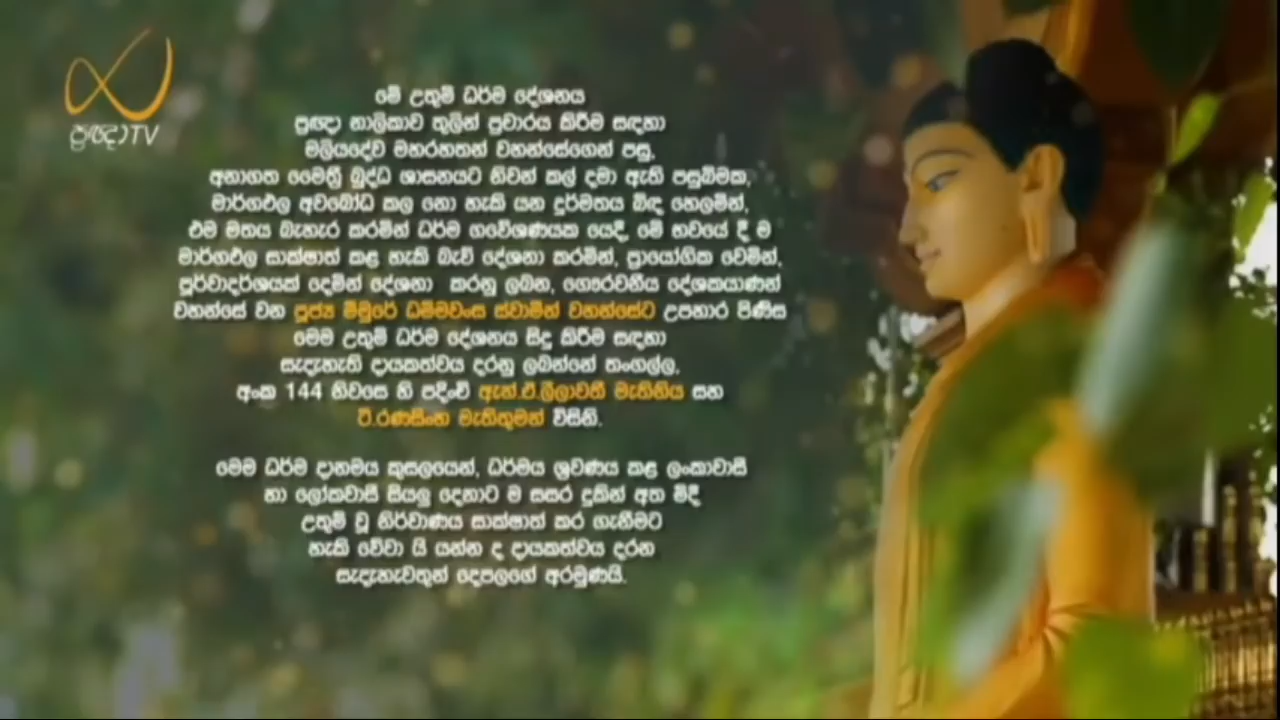 ප්‍රඥා TV
මේ උතුම් ධර්ම දේශනය
ප්‍රඥා නාලිකාව තුලින් ප්‍රචාරය කිරීම සඳහා
මලියදේව මහරහතන් වහන්සේගෙන් පසු,
අනාගත මෛත්‍රී බුද්ධ ශාසනයට නිවන් කල් දමා ඇති පසුබිමක,
මාර්ගඵල අවබෝධ කල නො හැකි යන දුර්මතය බිඳ හෙලමින්,
එම මතය බැහැර කරමින් ධර්ම ගවේශණයක යෙදී, මේ භවයේ දී ම
මාර්ගඵල සාක්ෂාත් කළ හැකි බැව් දේශනා කරමින්, ප්‍රායෝගික වෙමින්,
පූර්වාදර්ශයක් දෙමින් දේශනා කරනු ලබන, ගෞරවනීය දේශකයාණන්
වහන්සේ වන පූජ්‍ය මීමුරේ ධම්මවංස ස්වාමීන් වහන්සේට උපහාර පිණිස
මෙම උතුම් ධර්ම දේශනය සිදු කිරීම සඳහා
සැදැහැති දායකත්වය දරනු ලබන්නේ තංගල්ල,
අංක 144 නිවසෙ හි පදිංචි ඇන්.ඒ.ලීලාවතී මැතිනිය සහ
ටී.රණසිංහ මැතිතුමන් විසිනි.
මෙම ධර්ම දානමය කුසලයෙන්, ධර්මය ශ්‍රවණය කළ ලංකාවාසී
හා ලෝකවාසී සියලු දෙනාට ම සසර දුකින් අත මිදී
උතුම් වූ නිර්වාණය සාක්ෂාත් කර ගැනීමට
හැකි වේවා යි යන්න ද දායකත්වය දරන
සැදැහැවතුන් දෙපලගේ අරමුණයි.